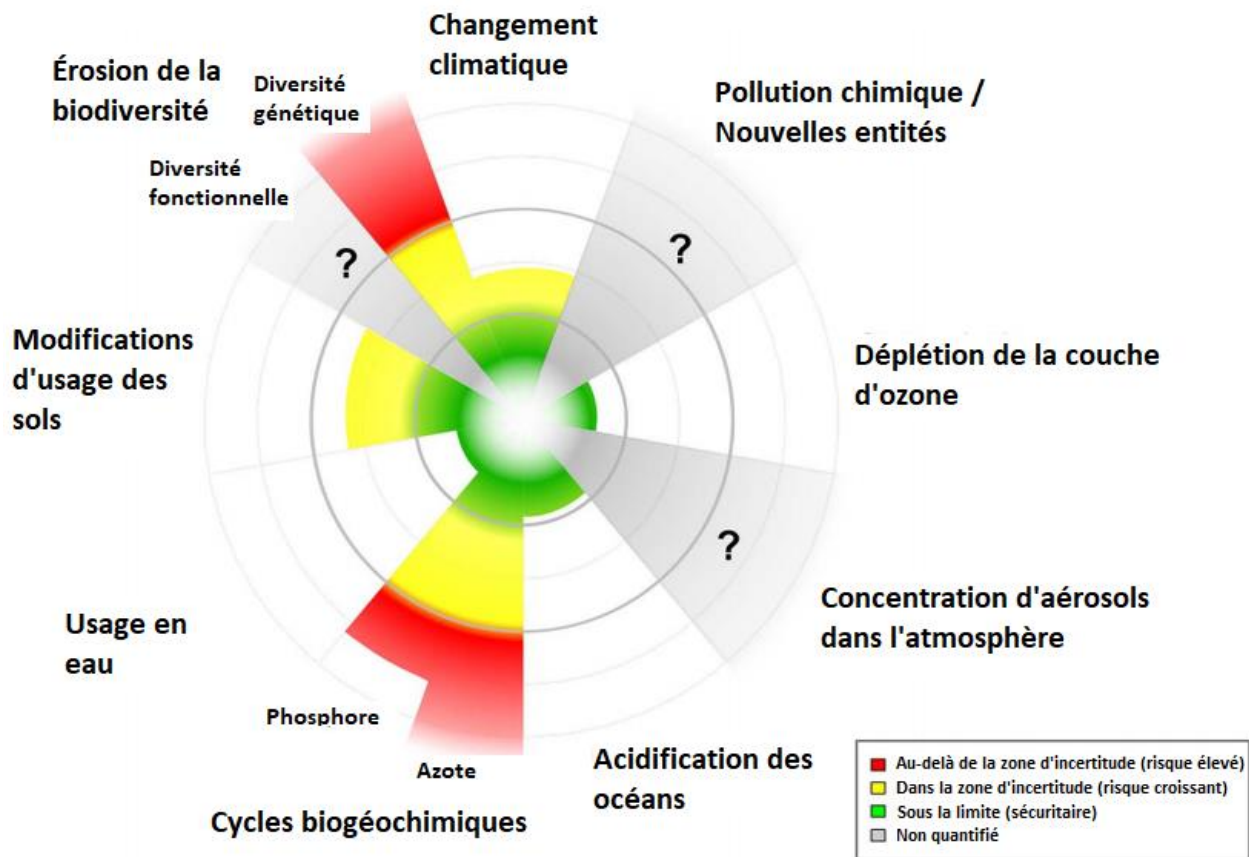 Changement
climatique
Érosion de la
biodiversité
Diversité
génétique
Pollution chimique /
Nouvelles entités
Diversité
fonctionnelle
?
?
Modifications
d'usage des
sols
Déplétion de la couche
d'ozone
?
Concentration d'aérosols
dans l'atmosphère
Usage en
eau
Phosphore
Azote
Acidification des
océans
Cycles biogéochimiques
Au-delà de la zone d'incertitude (risque élevé)
Dans la zone d'incertitude (risque croissant)
Sous la limite (sécuritaire)
Non quantifié